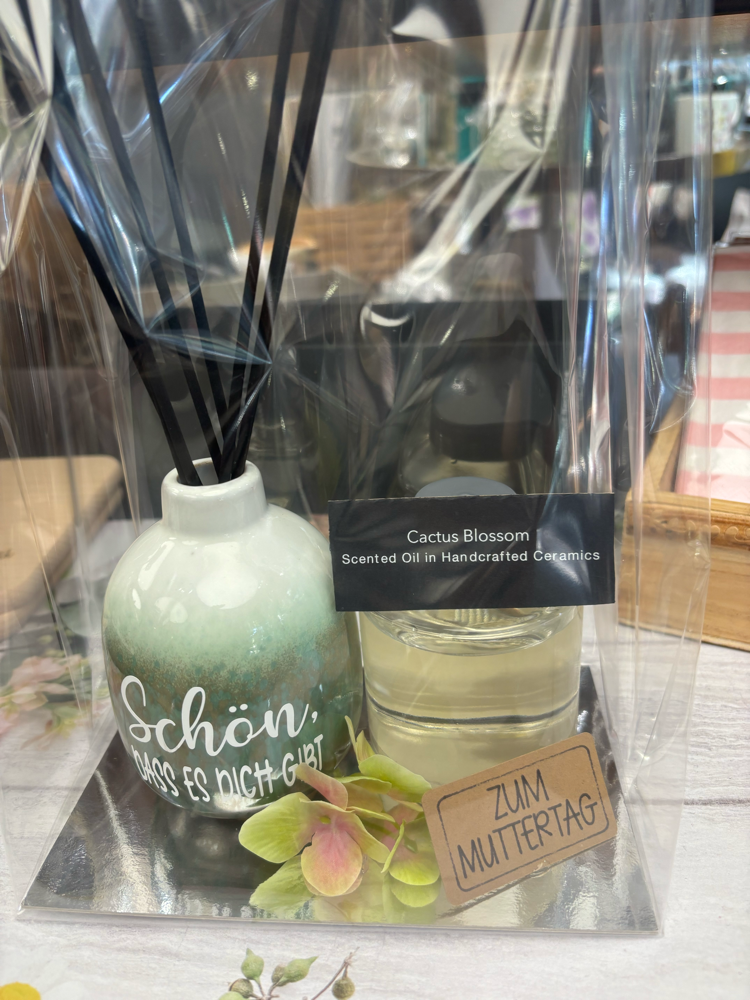 Cactus Blossom
Scented Oil in Handcrafted Ceramics
Schön,
DASS ES DICH GIBT
ZUM
MUTTERTAG